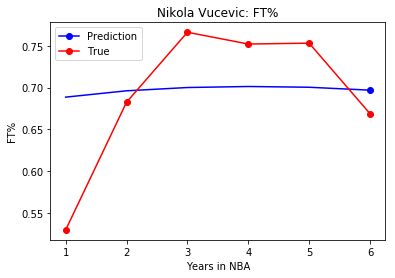 Nikola Vucevic: FT%
Prediction
True
0.75
0.70
0.65
0.60
0.55
FT%
1 2 3 4 5 6
Years in NBA